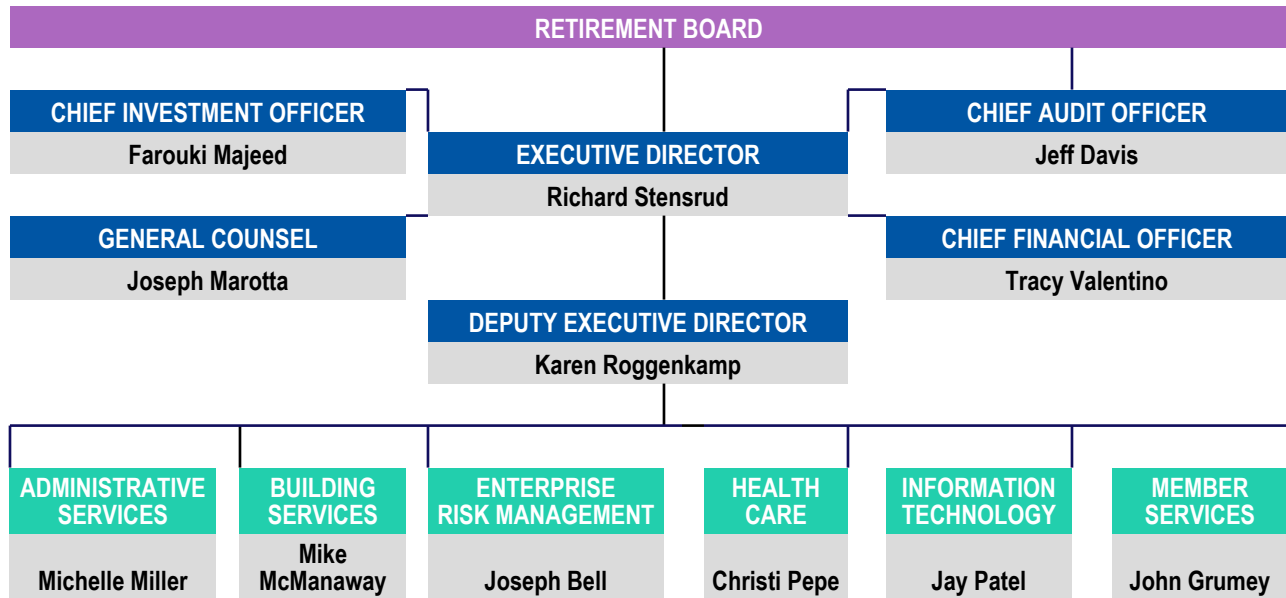 RETIREMENT BOARD
CHIEF INVESTMENT OFFICER
Farouki Majeed
EXECUTIVE DIRECTOR
Richard Stensrud
CHIEF AUDIT OFFICER
Jeff Davis
GENERAL COUNSEL
Joseph Marotta
CHIEF FINANCIAL OFFICER
Tracy Valentino
DEPUTY EXECUTIVE DIRECTOR
Karen Roggenkamp
ADMINISTRATIVE
SERVICES
Michelle Miller
BUILDING
SERVICES
Mike
McManaway
ENTERPRISE
RISK MANAGEMENT
Joseph Bell
HEALTH
CARE
Christi Pepe
INFORMATION
TECHNOLOGY
Jay Patel
MEMBER
SERVICES
John Grumey